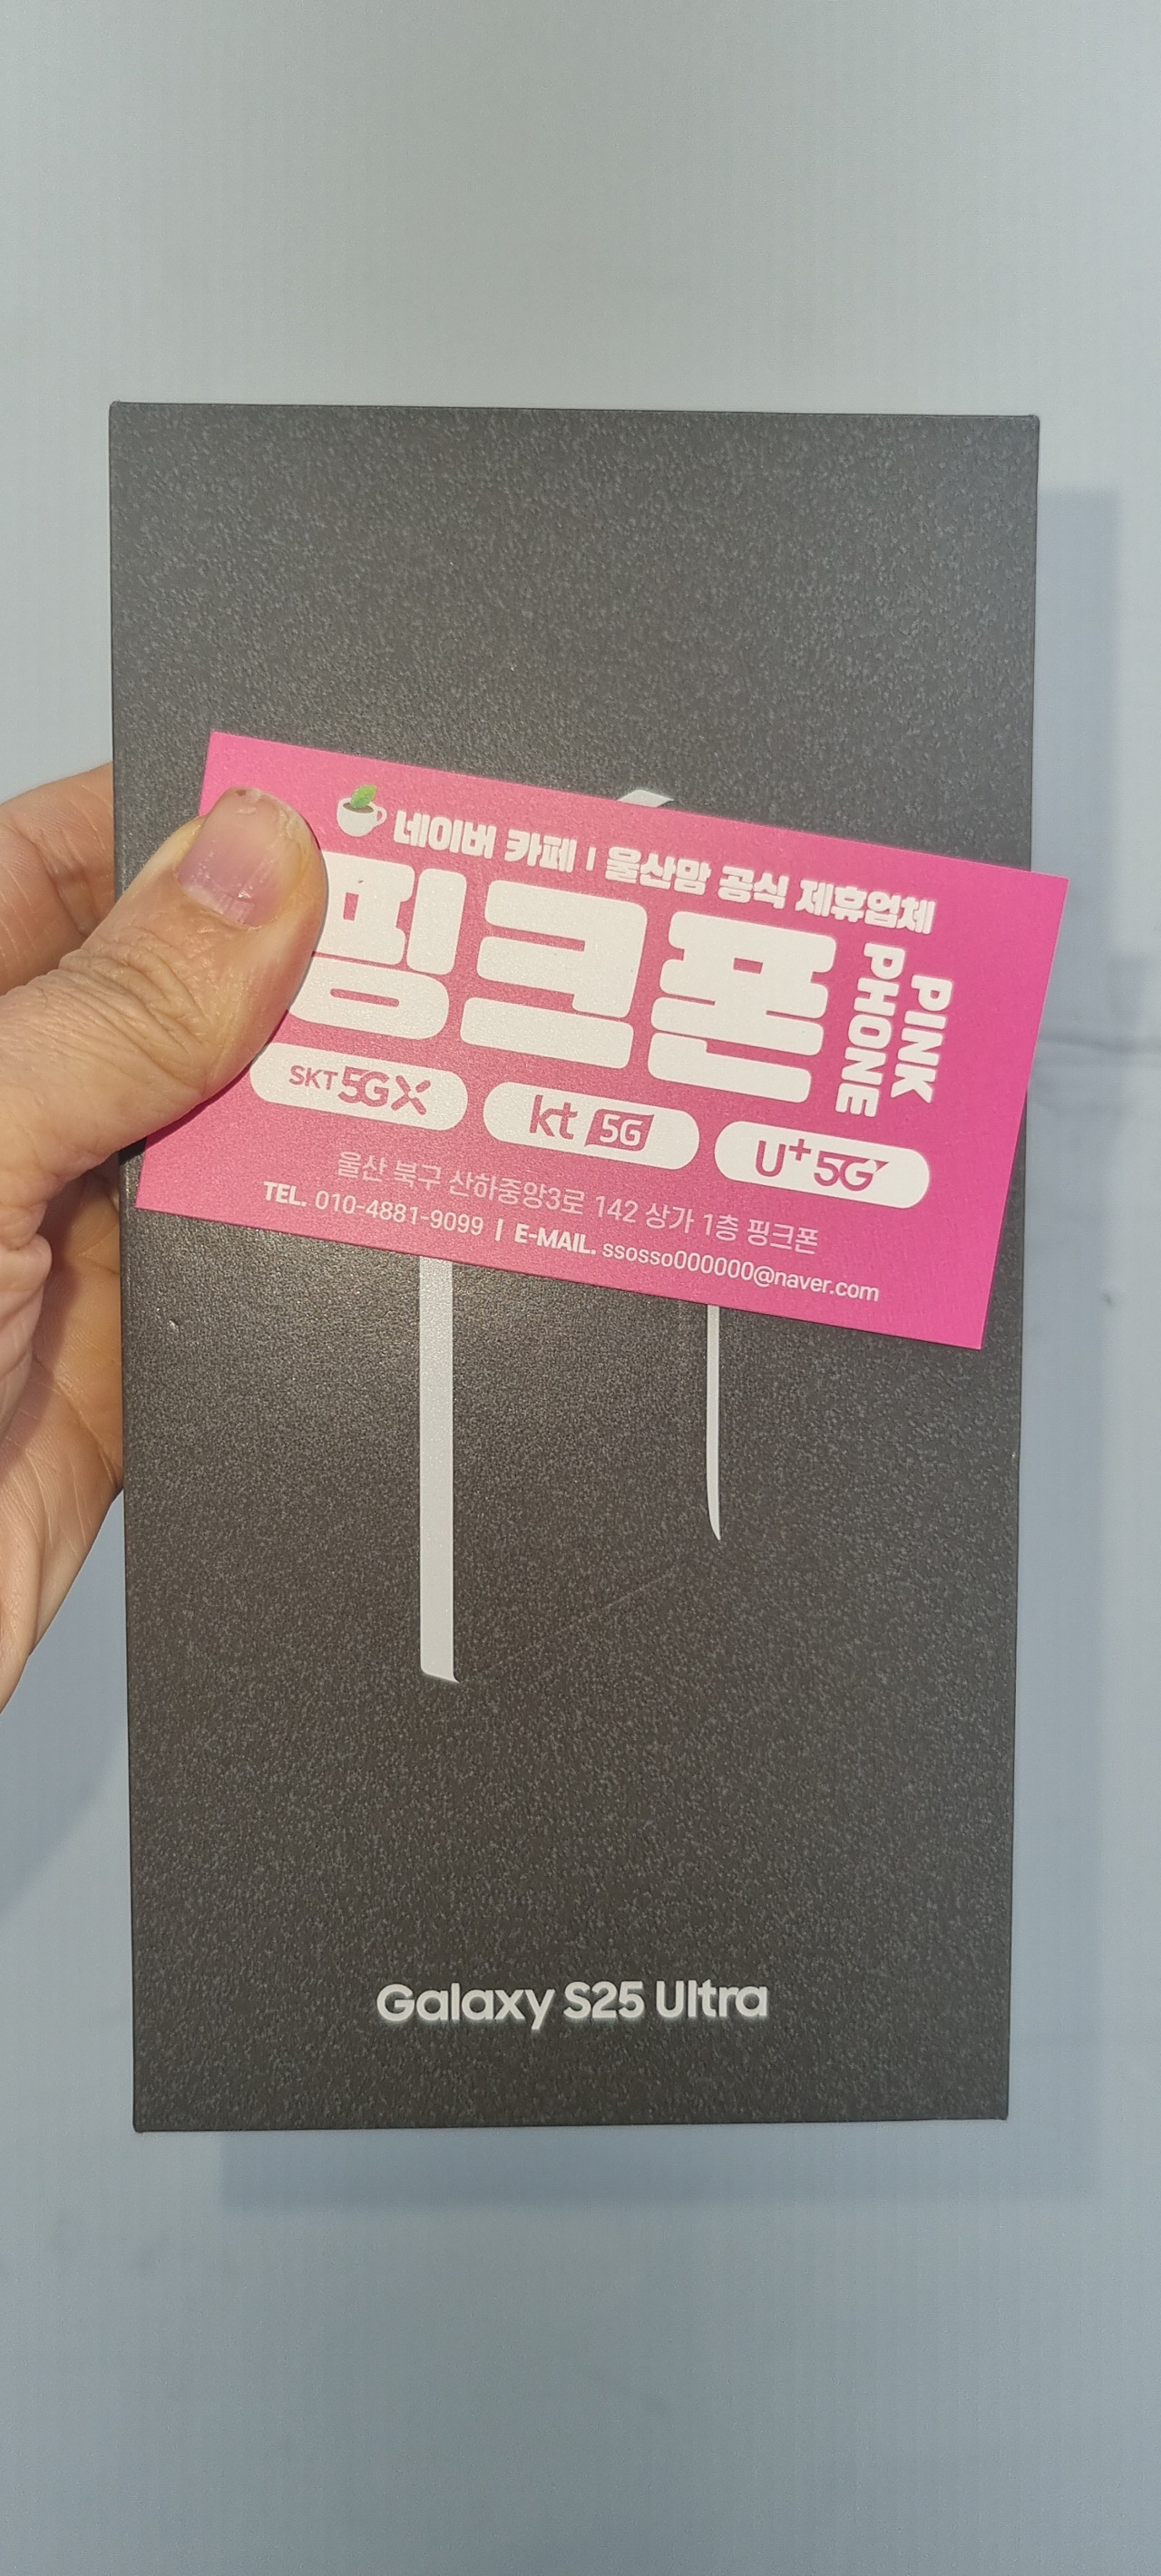 네이버 카페 | 울산맘 공식 제휴업체
핑크폰
PINK
PHONE
SKT 5GX
kt 5G
U+5G
울산 북구 산하중앙3로 142 상가 1층 핑크폰
TEL. 010-4881-9099 | E-MAIL. ssosso000000@naver.com
Galaxy S25 Ultra